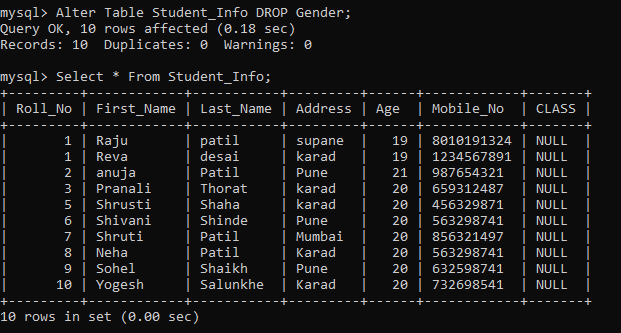 mysql> Alter Table Student_Info DROP Gender;
Query OK, 10 rows affected (0.18 sec)
Records: 10  Duplicates: 0  Warnings: 0

mysql> Select * From Student_Info;
+---------+------------+-----------+---------+------+------------+-------+
| Roll_No | First_Name | Last_Name | Address | Age  | Mobile_No  | CLASS |
+---------+------------+-----------+---------+------+------------+-------+
|       1 | Raju       | patil     | supane  |   19 | 8010191324 | NULL  |
|       1 | Reva       | desai     | karad   |   19 | 1234567891 | NULL  |
|       2 | anuja      | Patil     | Pune    |   21 | 987654321  | NULL  |
|       3 | Pranali    | Thorat    | karad   |   20 | 659312487  | NULL  |
|       5 | Shrusti    | Shaha     | karad   |   20 | 456329871  | NULL  |
|       6 | Shivani    | Shinde    | Pune    |   20 | 563298741  | NULL  |
|       7 | Shruti     | Patil     | Mumbai  |   20 | 856321497  | NULL  |
|       8 | Neha       | Patil     | Karad   |   20 | 563298741  | NULL  |
|       9 | Sohel      | Shaikh    | Pune    |   20 | 632598741  | NULL  |
|      10 | Yogesh     | Salunkhe  | Karad   |   20 | 732698541  | NULL  |
+---------+------------+-----------+---------+------+------------+-------+
10 rows in set (0.00 sec)